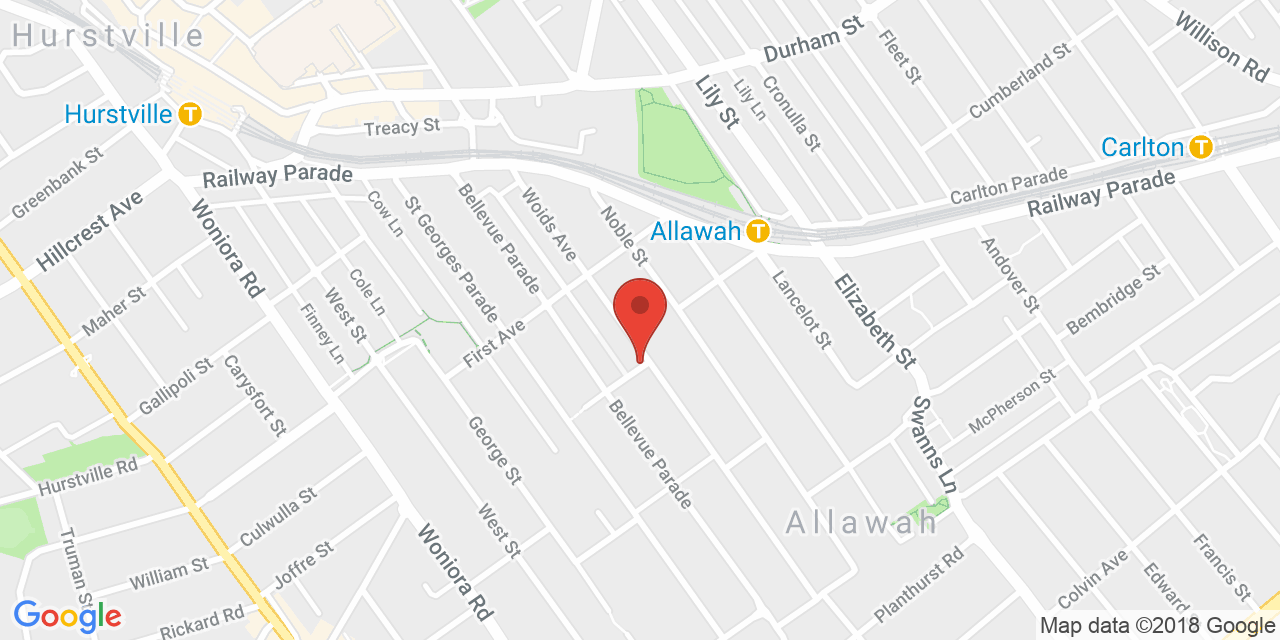 Hurstville
Durham St
Fleet St
Willison Rd
Cumberland St
Lily St
Lily Ln
Cronulla St
Hurstville T
Treacy St
Carlton T
Greenbank St
Railway Parade
Carlton Parade
Railway Parade
Hillcrest Ave
Woniora Rd
Cow Ln
St Georges Parade
Bellevue Parade
Woids Ave
Noble St
Allawah T
Andover St
Lancelot St
Elizabeth St
Bembridge St
Maher St
Finney Ln
West St
Cole Ln
First Ave
Gallipoli St
Carysfort St
McPherson St
Swanns Ln
George St
Bellevue Parade
Hurstville Rd
Culwulla St
West St
Woniora Rd
Allawah
Truman St
William St
Joffre St
Rickard Rd
Planthurst Rd
Colvin Ave
Edward
Francis St
Google
Map data ©2018 Google